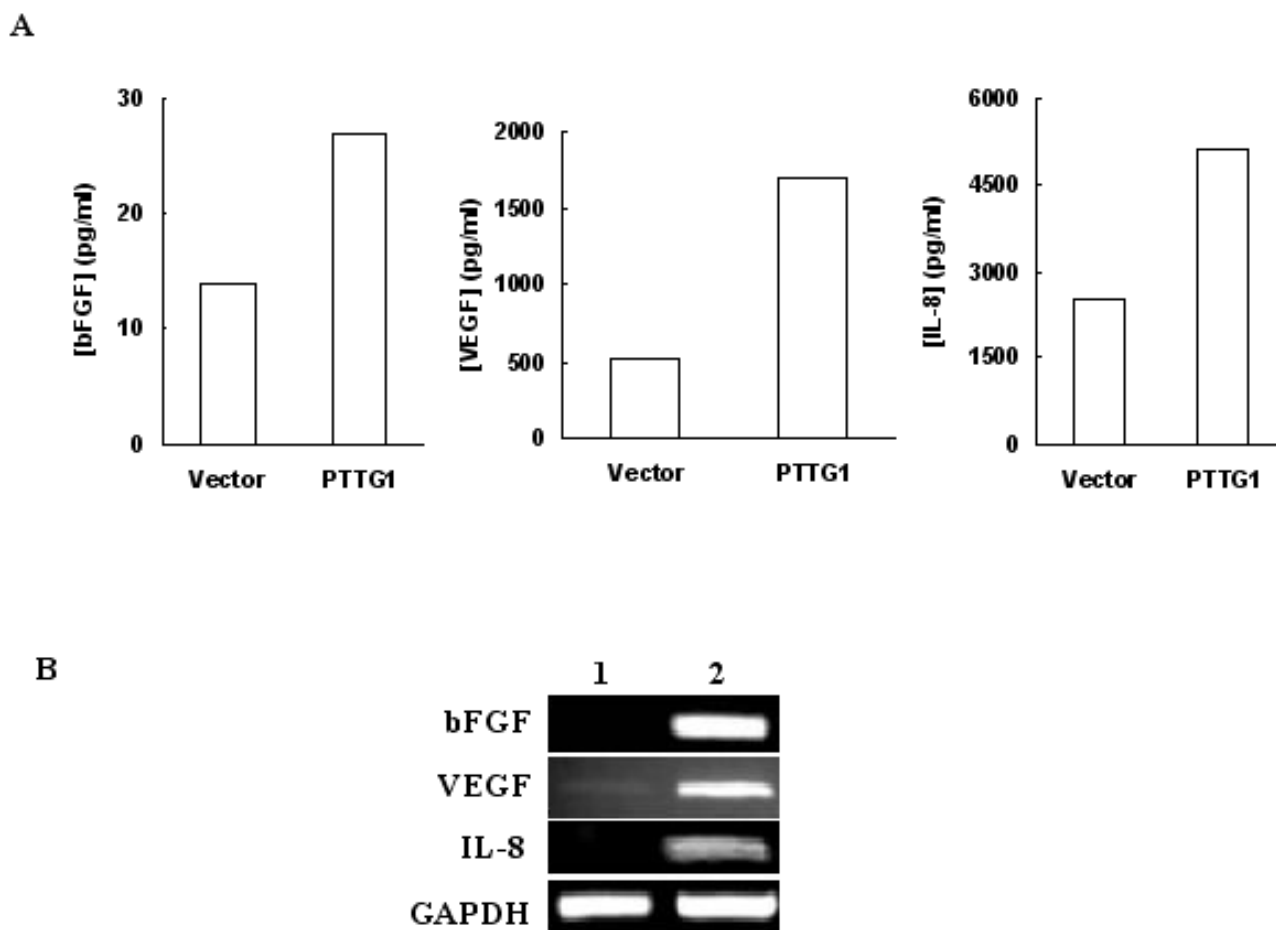 A
[bFGF] (pg/ml)
30
20
10
0
Vector PTTG1
[VEGF] (pg/ml)
2000
1500
1000
500
0
Vector PTTG1
[IL-8] (pg/ml)
6000
4500
3000
1500
0
Vector PTTG1
B
1 2
bFGF
VEGF
IL-8
GAPDH